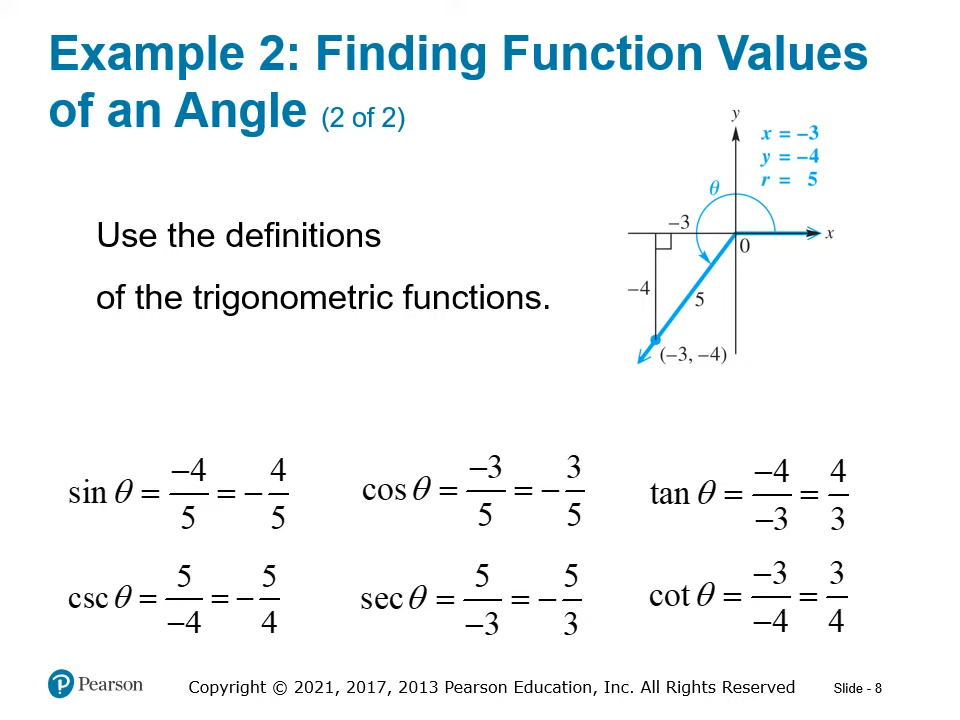 Example 2: Finding Function Values
of an Angle (2 of 2)
y
x = −3
y = −4
r = 5
θ
−3
x
0
−4
5
(−3, −4)
Use the definitions
of the trigonometric functions.
sin θ = −4/5 = −4/5
cos θ = −3/5 = −3/5
tan θ = −4/−3 = 4/3
csc θ = 5/−4 = −5/4
sec θ = 5/−3 = −5/3
cot θ = −3/−4 = 3/4
P Pearson
Copyright © 2021, 2017, 2013 Pearson Education, Inc. All Rights Reserved
Slide - 8